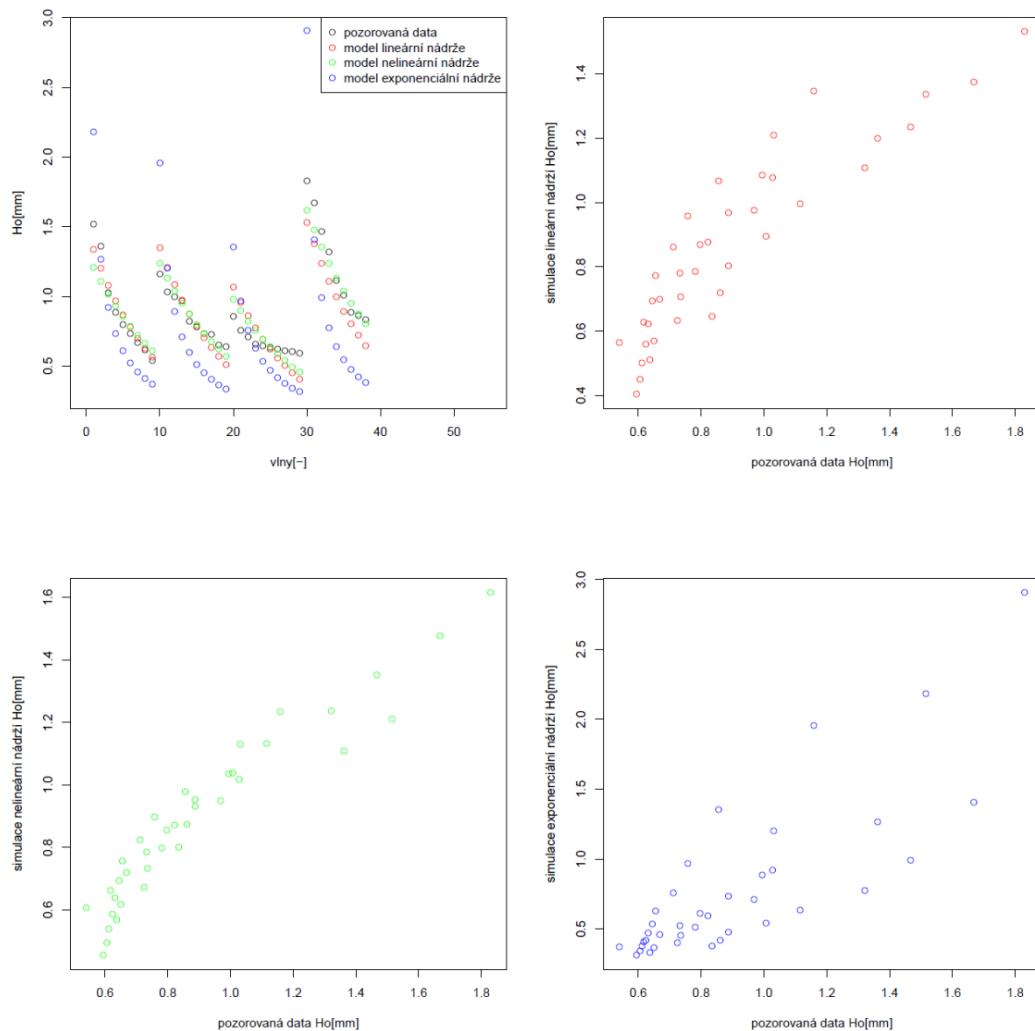 3.0
2.5
2.0
1.5
1.0
0.5
Ho[mm]
pozorovaná data
model lineární nádrže
model nelineární nádrže
model exponenciální nádrže
0 10 20 30 40 50
vlny[-]
1.4
1.2
1.0
0.8
0.6
0.4
simulace lineární nádrží Ho[mm]
0.6 0.8 1.0 1.2 1.4 1.6 1.8
pozorovaná data Ho[mm]
1.6
1.4
1.2
1.0
0.8
0.6
simulace nelineární nádrží Ho[mm]
0.6 0.8 1.0 1.2 1.4 1.6 1.8
pozorovaná data Ho[mm]
3.0
2.5
2.0
1.5
1.0
0.5
simulace exponenciální nádrží Ho[mm]
0.6 0.8 1.0 1.2 1.4 1.6 1.8
pozorovaná data Ho[mm]